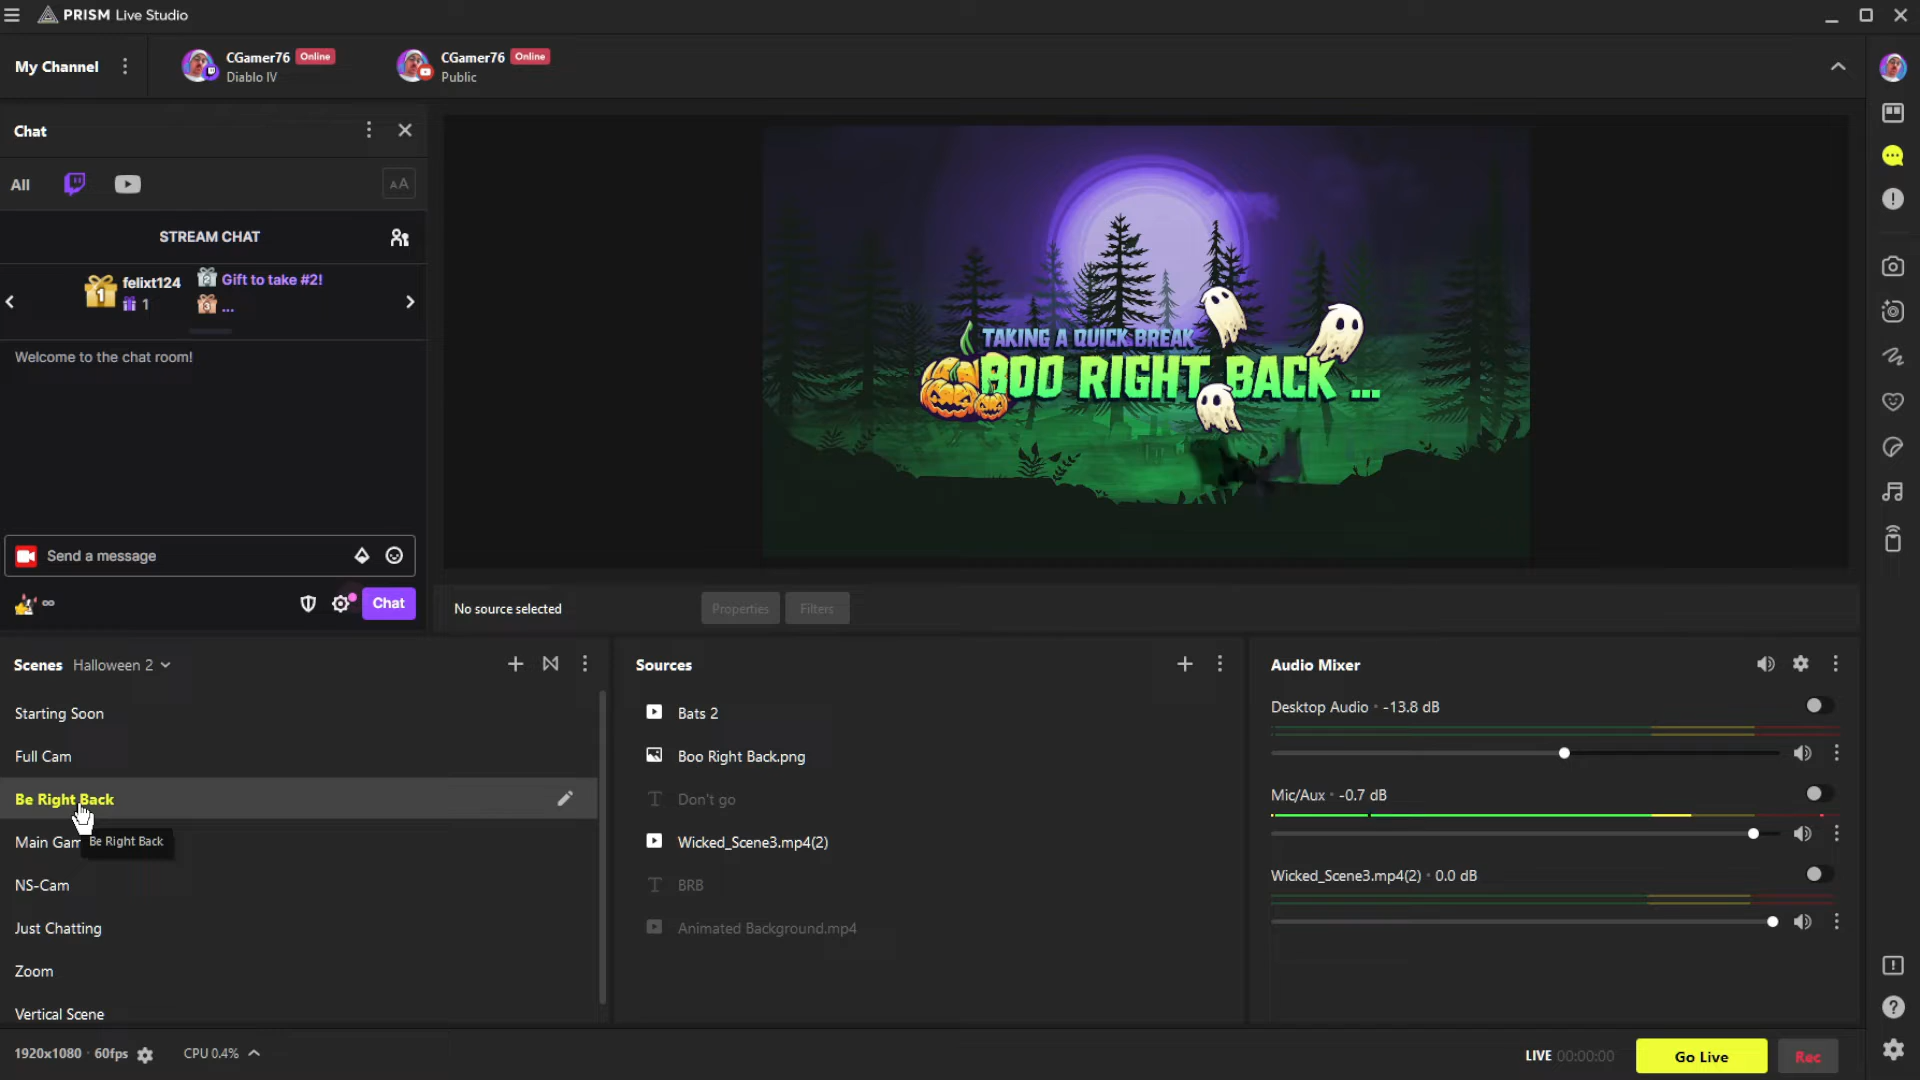 PRISM Live Studio
My Channel
CGamer76 Online
Diablo IV
CGamer76 Online
Public
Chat
All
AA
STREAM CHAT
1 felixt124
1
2 Gift to take #2!
3 ...
Welcome to the chat room!
Send a message
∞
Chat
TAKING A QUICK BREAK
BOO RIGHT BACK ...
No source selected
Properties
Filters
Scenes Halloween 2
Starting Soon
Full Cam
Be Right Back
Main Gam
Be Right Back
NS-Cam
Just Chatting
Zoom
Vertical Scene
Sources
Bats 2
Boo Right Back.png
T Don't go
Wicked_Scene3.mp4(2)
T BRB
Animated Background.mp4
Audio Mixer
Desktop Audio • -13.8 dB
Mic/Aux • -0.7 dB
Wicked_Scene3.mp4(2) • 0.0 dB
1920x1080 · 60fps
CPU 0.4%
LIVE 00:00:00
Go Live
Rec